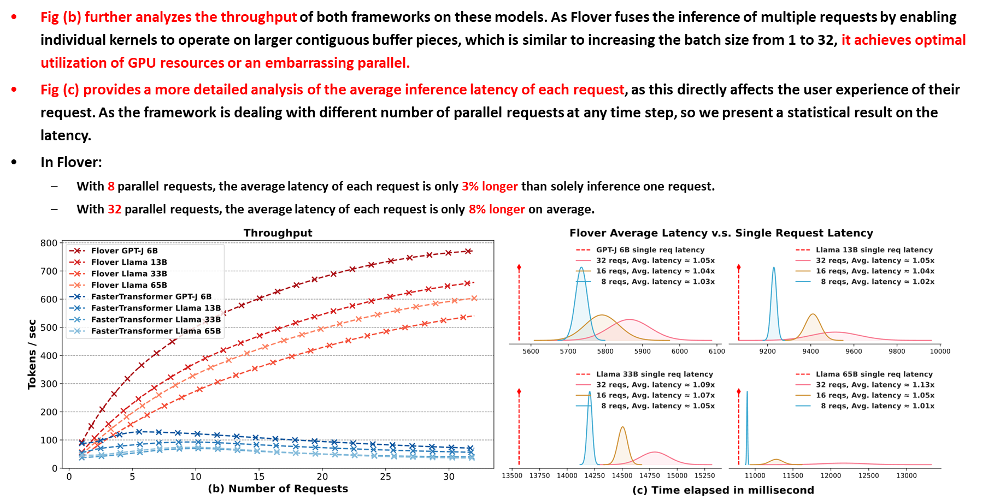 • Fig (b) further analyzes the throughput of both frameworks on these models. As Flover fuses the inference of multiple requests by enabling
individual kernels to operate on larger contiguous buffer pieces, which is similar to increasing the batch size from 1 to 32, it achieves optimal
utilization of GPU resources or an embarrassing parallel.
• Fig (c) provides a more detailed analysis of the average inference latency of each request, as this directly affects the user experience of their
request. As the framework is dealing with different number of parallel requests at any time step, so we present a statistical result on the
latency.
• In Flover:
– With 8 parallel requests, the average latency of each request is only 3% longer than solely inference one request.
– With 32 parallel requests, the average latency of each request is only 8% longer on average.
Throughput
800
700
600
500
400
300
200
100
0
Tokens / sec
Flover GPT-J 6B
Flover Llama 13B
Flover Llama 33B
Flover Llama 65B
FasterTransformer GPT-J 6B
FasterTransformer Llama 13B
FasterTransformer Llama 33B
FasterTransformer Llama 65B
0 5 10 15 20 25 30
(b) Number of Requests
Flover Average Latency v.s. Single Request Latency
GPT-J 6B single req latency
32 reqs, Avg. latency ≈ 1.05x
16 reqs, Avg. latency ≈ 1.04x
8 reqs, Avg. latency ≈ 1.03x
5600 5700 5800 5900 6000 6100
Llama 13B single req latency
32 reqs, Avg. latency ≈ 1.05x
16 reqs, Avg. latency ≈ 1.04x
8 reqs, Avg. latency ≈ 1.02x
9200 9400 9600 9800 10000
Llama 33B single req latency
32 reqs, Avg. latency ≈ 1.09x
16 reqs, Avg. latency ≈ 1.07x
8 reqs, Avg. latency ≈ 1.05x
13500 13750 14000 14250 14500 14750 15000 15250
Llama 65B single req latency
32 reqs, Avg. latency ≈ 1.13x
16 reqs, Avg. latency ≈ 1.05x
8 reqs, Avg. latency ≈ 1.01x
11000 11500 12000 12500 13000
(c) Time elapsed in millisecond